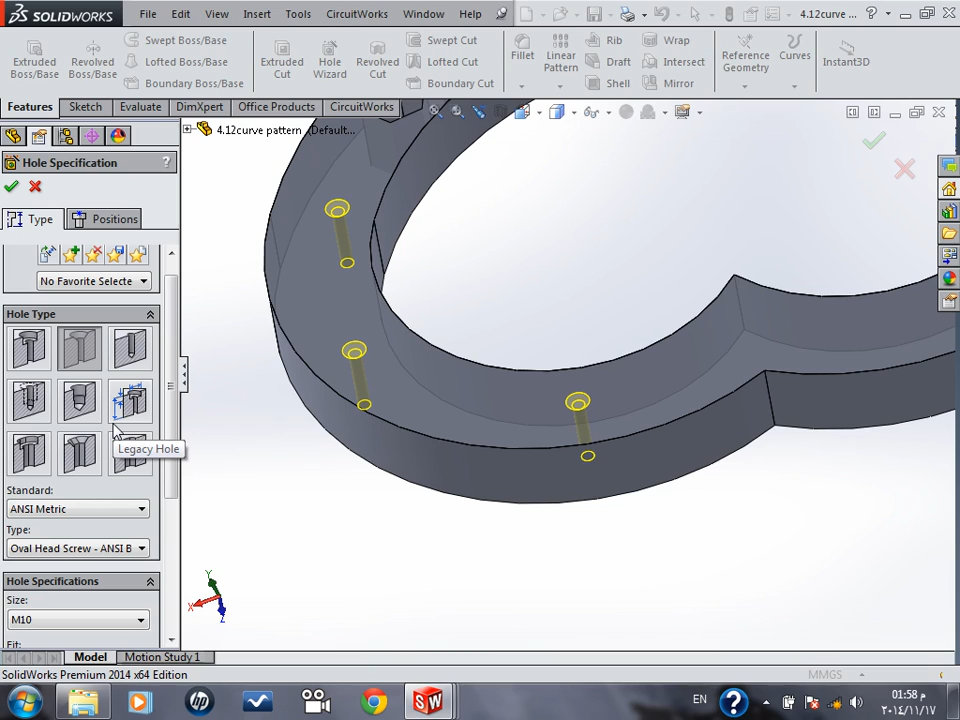 SOLIDWORKS
File Edit View Insert Tools CircuitWorks Window Help
4.12curve ...
Extruded Boss/Base
Revolved Boss/Base
Swept Boss/Base
Lofted Boss/Base
Boundary Boss/Base
Extruded Cut
Hole Wizard
Revolved Cut
Swept Cut
Lofted Cut
Boundary Cut
Fillet
Linear Pattern
Rib
Draft
Shell
Wrap
Intersect
Mirror
Reference Geometry
Curves
Instant3D
Features Sketch Evaluate DimXpert Office Products CircuitWorks
4.12curve pattern (Default...
Hole Specification ?
Type Positions
No Favorite Selecte
Hole Type
Legacy Hole
Standard:
ANSI Metric
Type:
Oval Head Screw - ANSI B
Hole Specifications
Size:
M10
Fit:
Y
X
Z
Model Motion Study 1
SolidWorks Premium 2014 x64 Edition
MMGS
hp
SW
EN
?
01:58 م
٢٠١٤/١١/١٧